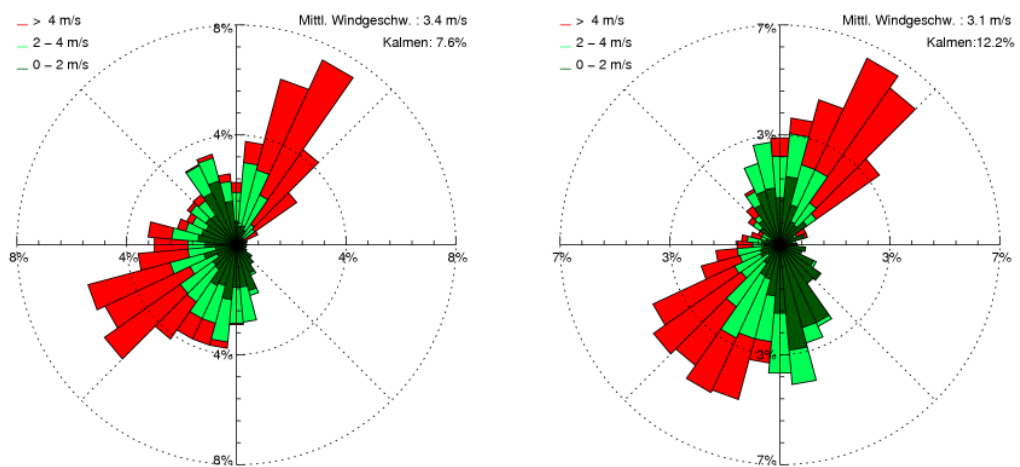 > 4 m/s
2 – 4 m/s
0 – 2 m/s
8%
Mittl. Windgeschw. : 3.4 m/s
Kalmen: 7.6%
4%
8%
4%
4%
8%
4%
8%
> 4 m/s
2 – 4 m/s
0 – 2 m/s
7%
Mittl. Windgeschw. : 3.1 m/s
Kalmen:12.2%
3%
7%
3%
3%
7%
3%
7%